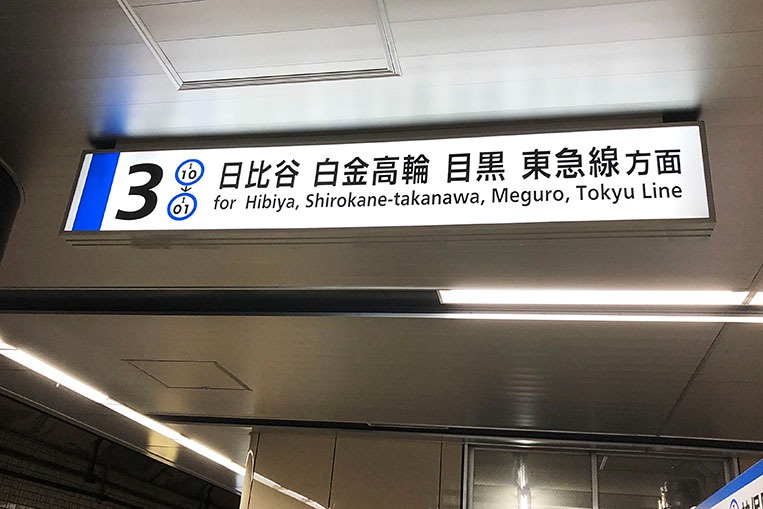 3
I
10
↓
I
01
日比谷 白金高輪 目黒 東急線方面
for Hibiya, Shirokane-takanawa, Meguro, Tokyu Line